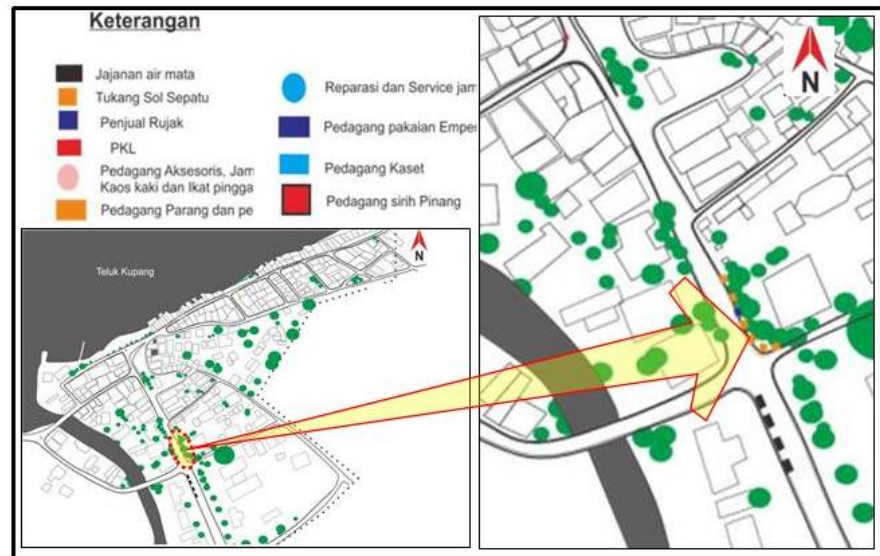 Keterangan
Jajanan air mata
Tukang Sol Sepatu
Penjual Rujak
PKL
Pedagang Aksesoris, Jam
Kaos kaki dan Ikat pingga
Pedagang Parang dan pe
Reparasi dan Service jam
Pedagang pakaian Emper
Pedagang Kaset
Pedagang sirih Pinang
Teluk Kupang
N
N